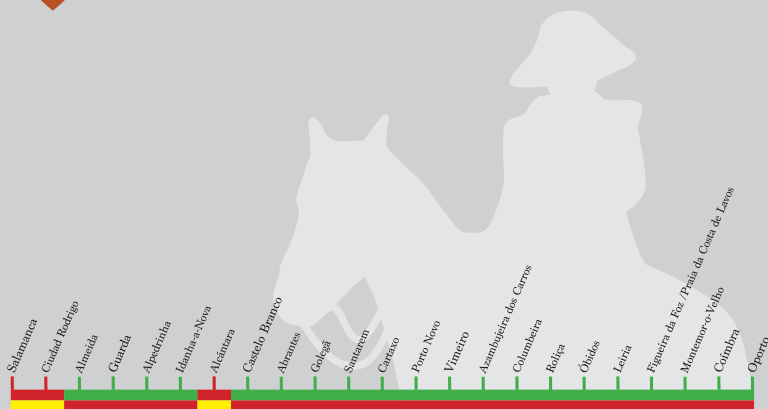 Salamanca
Ciudad Rodrigo
Almeida
Guarda
Alpedrinha
Idanha-a-Nova
Alcántara
Castelo Branco
Abrantes
Golegã
Santarem
Cartaxo
Porto Novo
Vimeiro
Azambujeira dos Carros
Columbeira
Roliça
Óbidos
Leiria
Figueira da Foz /Praia da Costa de Lavos
Montemor-o-Velho
Coimbra
Oporto